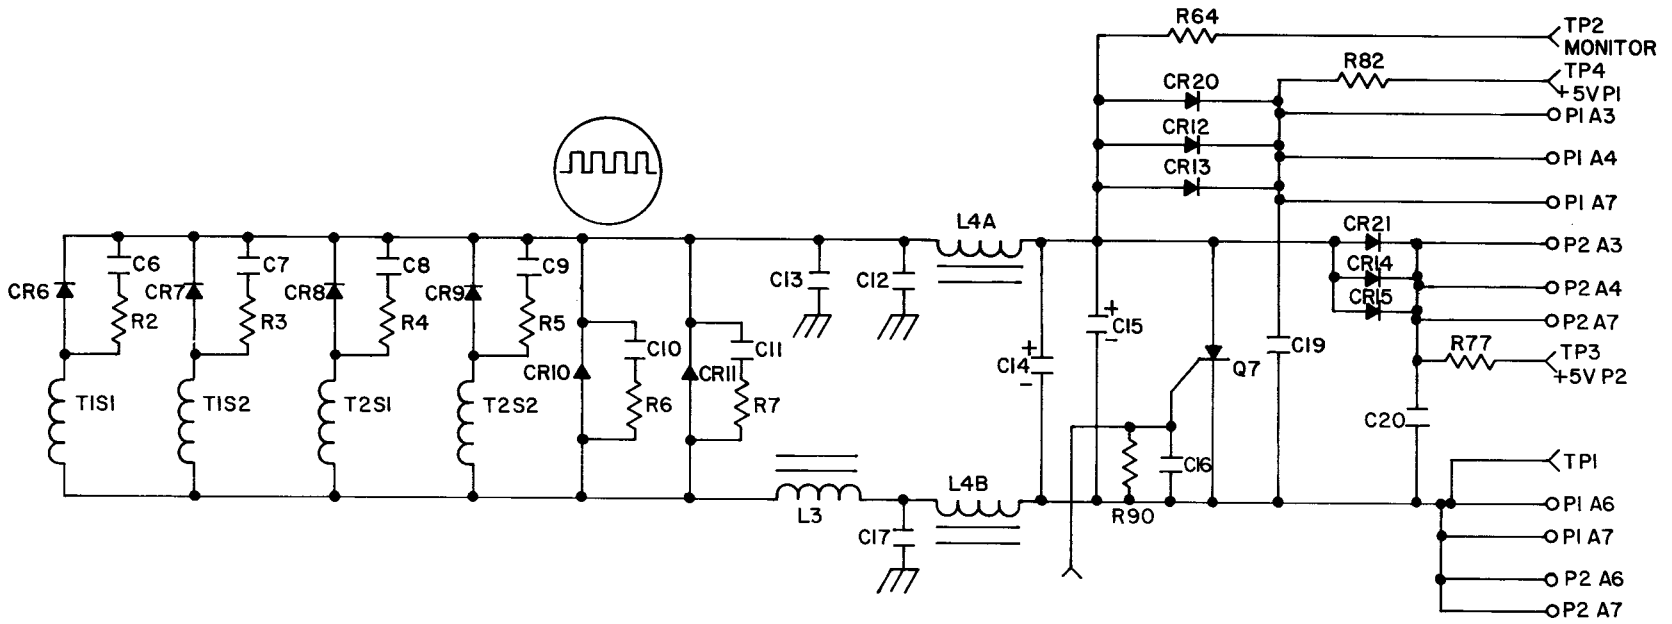 R64
TP2
MONITOR
R82
TP4
+5V P1
CR20
P1 A3
CR12
P1 A4
CR13
P1 A7
L4A
CR21
P2 A3
C6
C7
C8
C9
C13
C12
CR14
P2 A4
CR6
CR7
CR8
CR9
CR15
P2 A7
R2
R3
R4
R5
+
C15
-
C10
C11
+
C14
-
C19
R77
TP3
+5V P2
CR10
CR11
Q7
T1S1
T1S2
T2S1
T2S2
R6
R7
C20
C16
TP1
L4B
L3
R90
P1 A6
C17
P1 A7
P2 A6
P2 A7